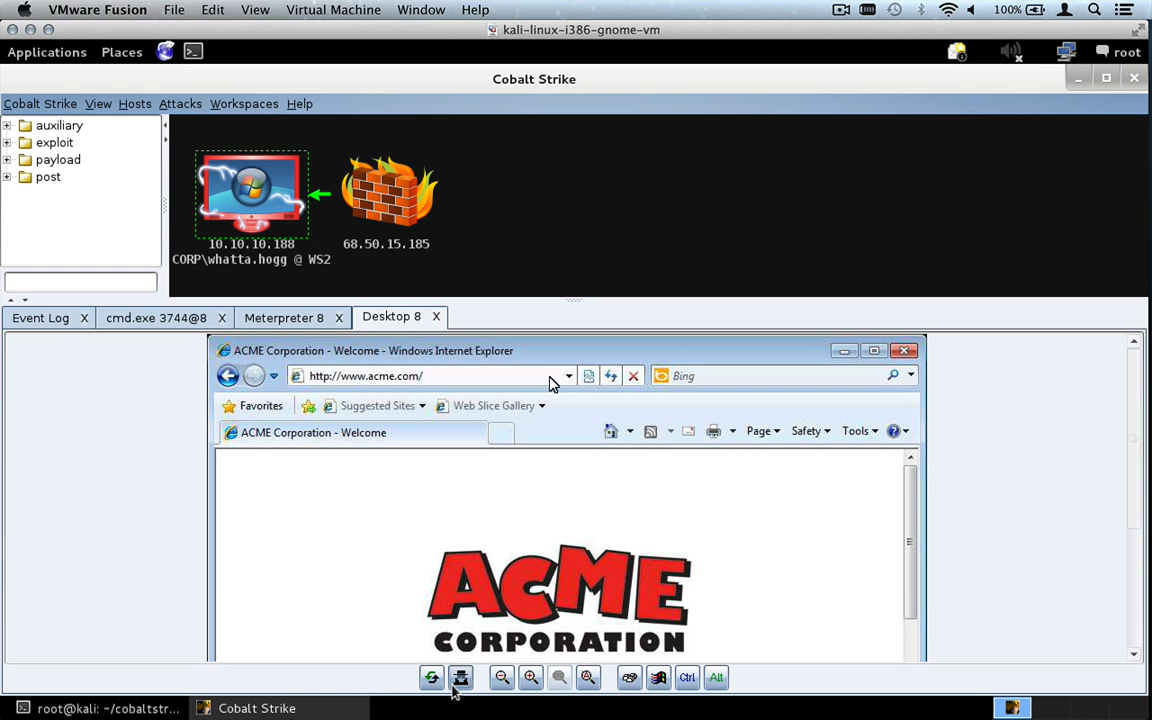 VMware Fusion File Edit View Virtual Machine Window Help 100%
kali-linux-i386-gnome-vm
Applications Places root
Cobalt Strike
Cobalt Strike View Hosts Attacks Workspaces Help
auxiliary
exploit
payload
post
10.10.10.188
CORP\whatta.hogg @ WS2
68.50.15.185
Event Log X cmd.exe 3744@8 X Meterpreter 8 X Desktop 8 X
ACME Corporation - Welcome - Windows Internet Explorer
http://www.acme.com/ Bing
Favorites Suggested Sites Web Slice Gallery
ACME Corporation - Welcome Page Safety Tools
ACME
CORPORATION
Ctrl Alt
root@kali: ~/cobaltstr... Cobalt Strike